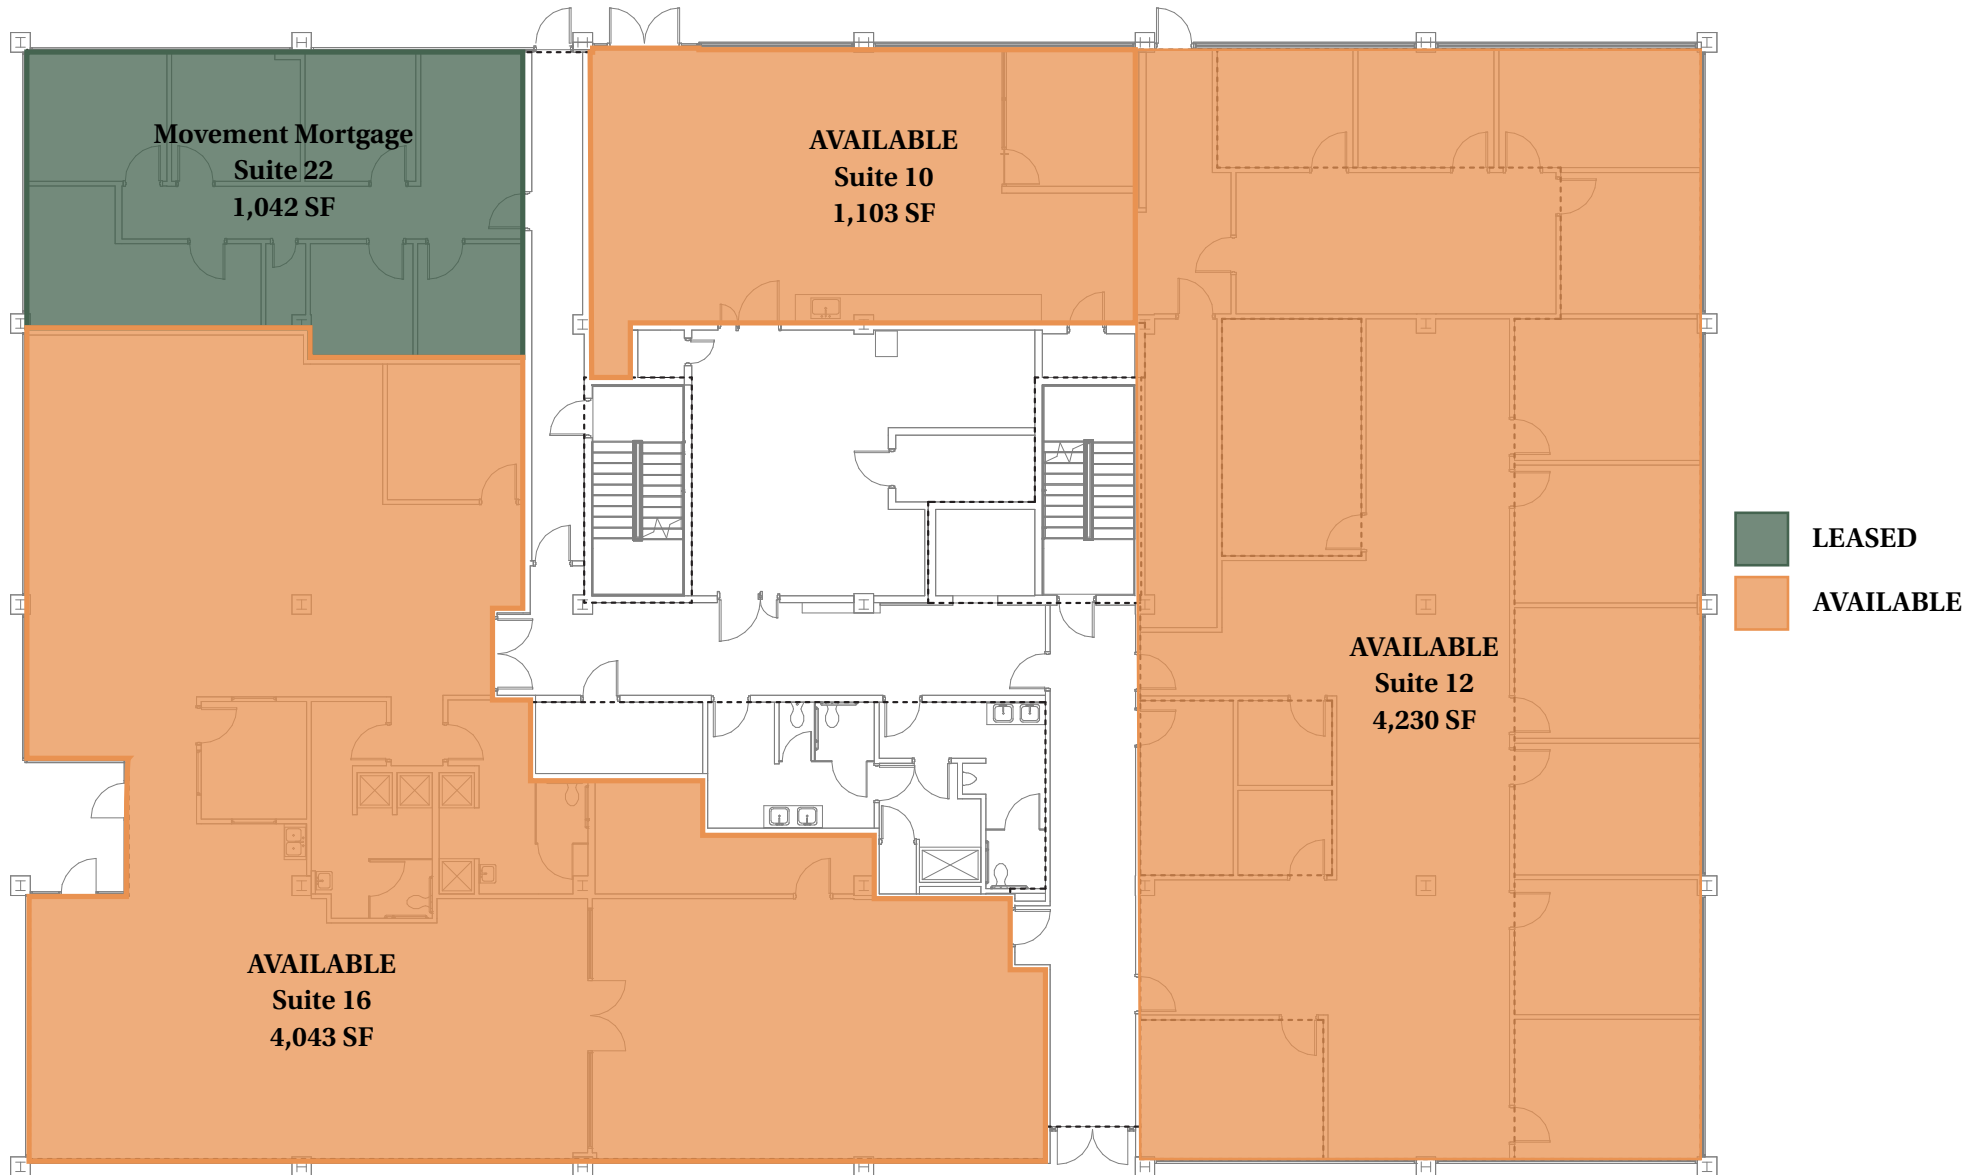 Movement Mortgage
Suite 22
1,042 SF
AVAILABLE
Suite 10
1,103 SF
LEASED
AVAILABLE
AVAILABLE
Suite 12
4,230 SF
AVAILABLE
Suite 16
4,043 SF